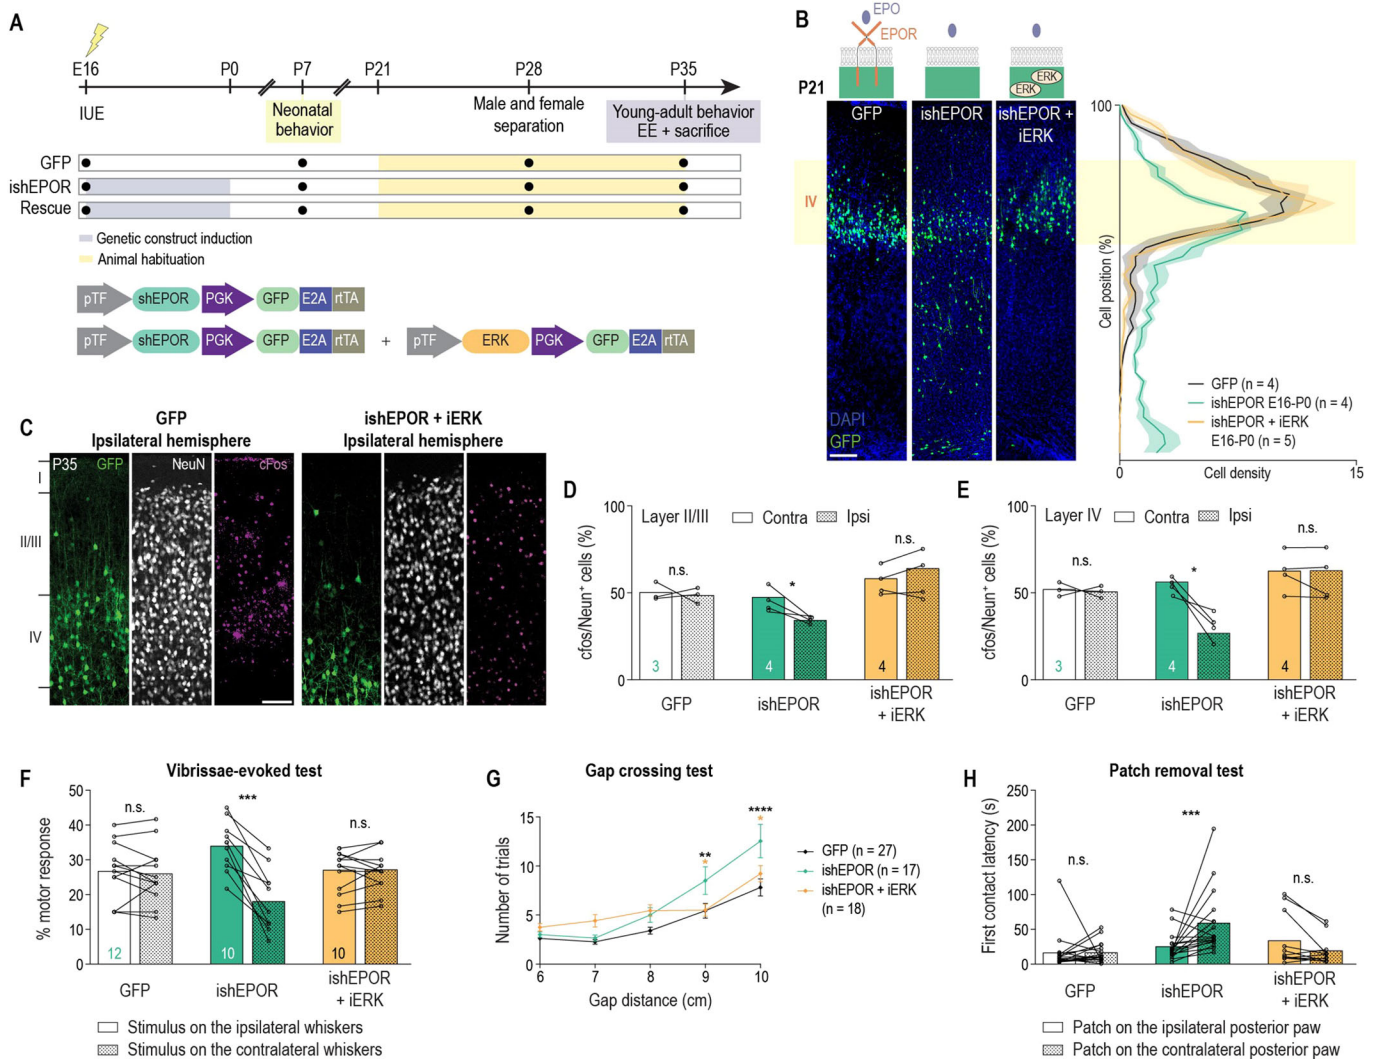 A
E16
P0
P7
P21
P28
P35
IUE
Neonatal
behavior
Male and female
separation
Young-adult behavior
EE + sacrifice
GFP
ishEPOR
Rescue
Genetic construct induction
Animal habituation
pTF
shEPOR
PGK
GFP
E2A
rtTA
pTF
shEPOR
PGK
GFP
E2A
rtTA
+
pTF
ERK
PGK
GFP
E2A
rtTA
B
EPO
EPOR
ERK
ERK
P21
GFP
ishEPOR
ishEPOR +
iERK
IV
DAPI
GFP
100
Cell position (%)
0
Cell density
15
GFP (n = 4)
ishEPOR E16-P0 (n = 4)
ishEPOR + iERK
E16-P0 (n = 5)
C
GFP
Ipsilateral hemisphere
ishEPOR + iERK
Ipsilateral hemisphere
P35
GFP
NeuN
cFos
I
II/III
IV
D
cfos/Neun⁺ cells (%)
100
50
0
Layer II/III
Contra
Ipsi
n.s.
*
n.s.
3
4
4
GFP
ishEPOR
ishEPOR
+ iERK
E
cfos/Neun⁺ cells (%)
100
50
0
Layer IV
Contra
Ipsi
n.s.
*
n.s.
3
4
4
GFP
ishEPOR
ishEPOR
+ iERK
F
Vibrissae-evoked test
% motor response
50
40
30
20
10
0
n.s.
***
n.s.
12
10
10
GFP
ishEPOR
ishEPOR
+ iERK
Stimulus on the ipsilateral whiskers
Stimulus on the contralateral whiskers
G
Gap crossing test
Number of trials
15
10
5
0
6
7
8
9
10
Gap distance (cm)
**
*
****
*
GFP (n = 27)
ishEPOR (n = 17)
ishEPOR + iERK
(n = 18)
H
Patch removal test
First contact latency (s)
250
200
150
100
50
0
n.s.
***
n.s.
GFP
ishEPOR
ishEPOR
+ iERK
Patch on the ipsilateral posterior paw
Patch on the contralateral posterior paw